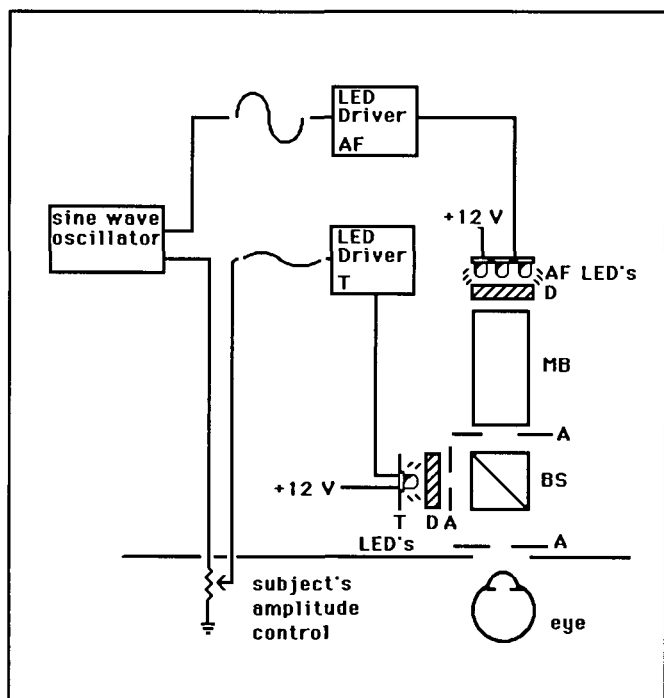 LED
Driver
AF
sine wave
oscillator
+12 V
LED
Driver
T
AF LED's
D
MB
A
BS
+12 V
T D A
LED's
A
subject's
amplitude
control
eye